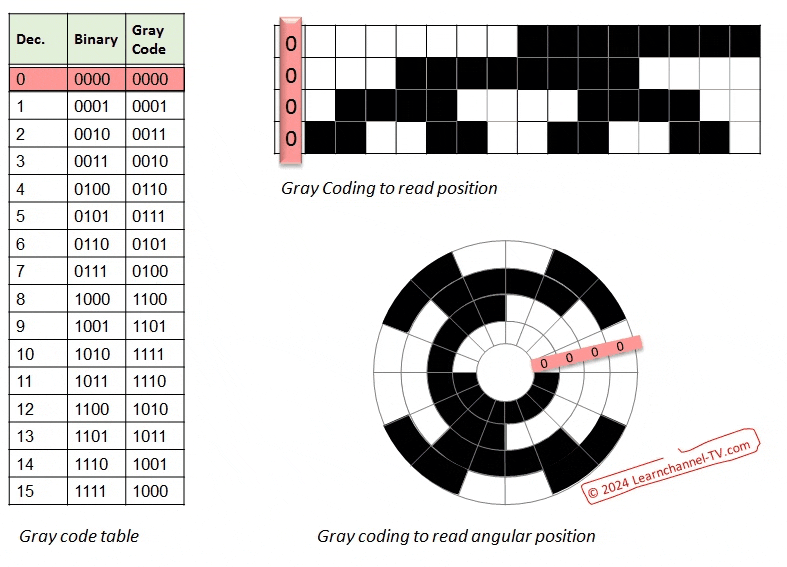 Dec. Binary Gray Code
0 0000 0000
1 0001 0001
2 0010 0011
3 0011 0010
4 0100 0110
5 0101 0111
6 0110 0101
7 0111 0100
8 1000 1100
9 1001 1101
10 1010 1111
11 1011 1110
12 1100 1010
13 1101 1011
14 1110 1001
15 1111 1000
Gray code table
0
0
0
0
Gray Coding to read position
0 0 0 0
© 2024 Learnchannel-TV.com
Gray coding to read angular position